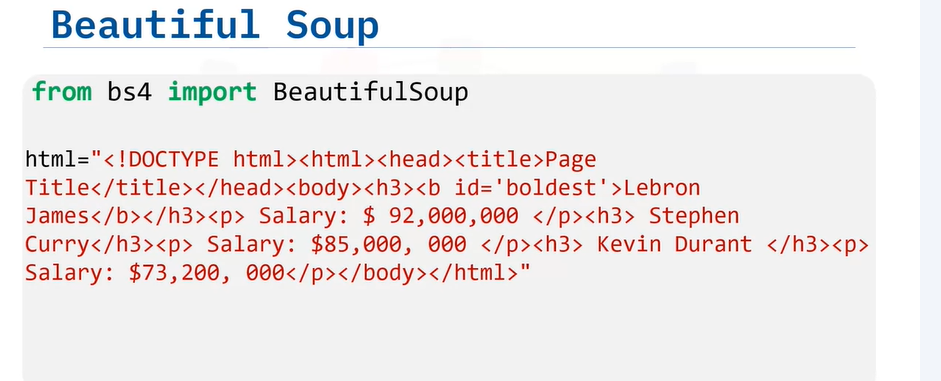 Beautiful Soup
from bs4 import BeautifulSoup
html="<!DOCTYPE html><html><head><title>Page
Title</title></head><body><h3><b id='boldest'>Lebron
James</b></h3><p> Salary: $ 92,000,000 </p><h3> Stephen
Curry</h3><p> Salary: $85,000, 000 </p><h3> Kevin Durant </h3><p>
Salary: $73,200, 000</p></body></html>"